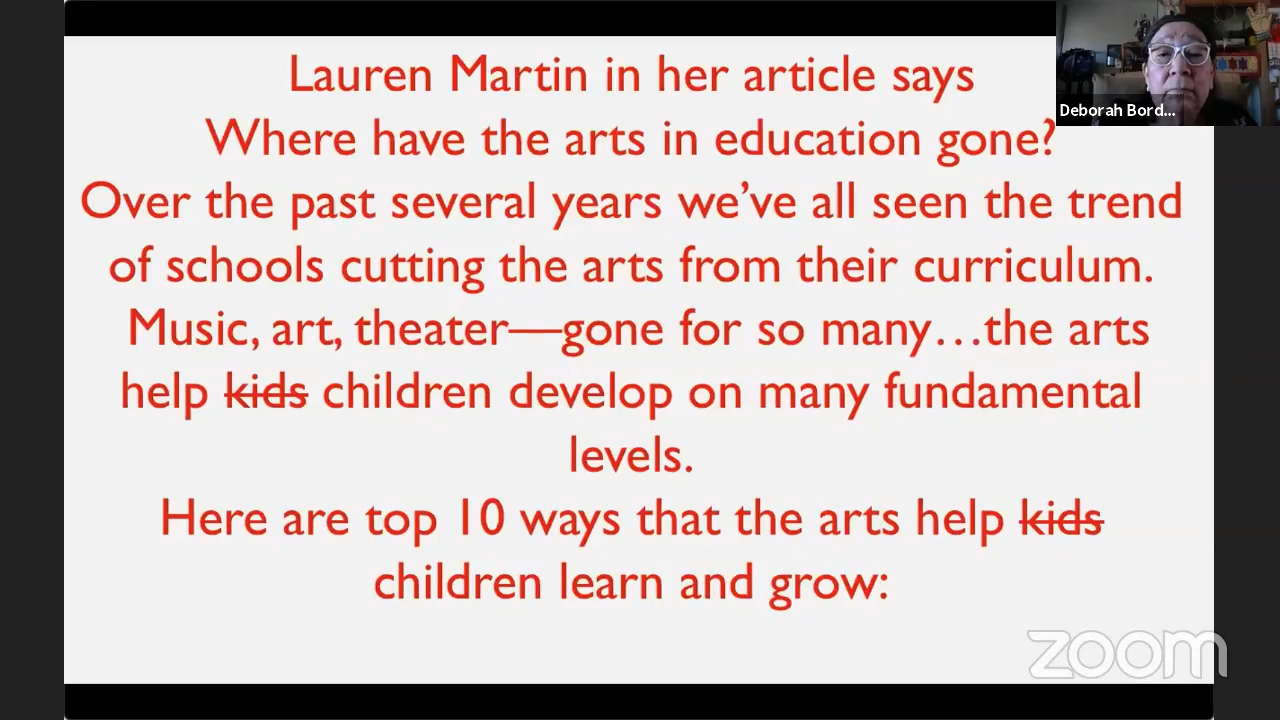 Lauren Martin in her article says
Where have the arts in education gone?
Over the past several years we’ve all seen the trend
of schools cutting the arts from their curriculum.
Music, art, theater—gone for so many…the arts
help kids children develop on many fundamental
levels.
Here are top 10 ways that the arts help kids
children learn and grow:
Deborah Bord...
zoom